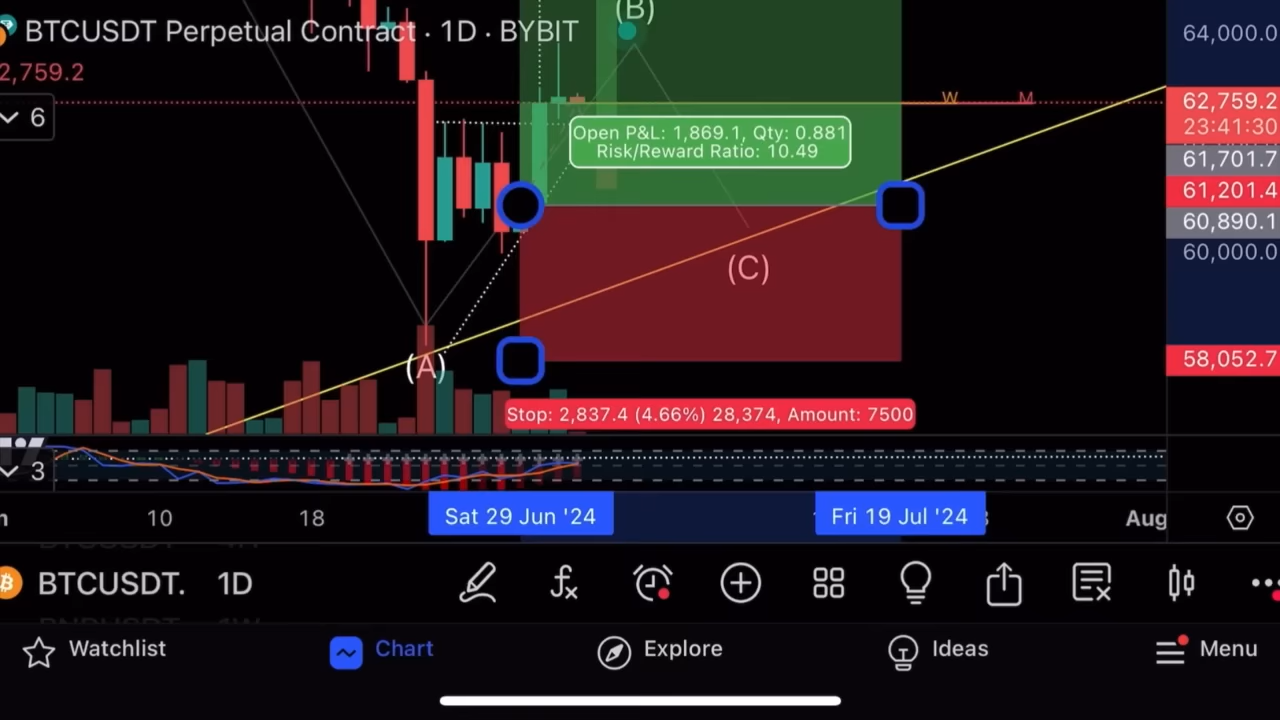 (B)
BTCUSDT Perpetual Contract · 1D · BYBIT
64,000.0
2,759.2
6
W
M
62,759.2
23:41:30
Open P&L: 1,869.1, Qty: 0.881
Risk/Reward Ratio: 10.49
61,701.7
61,201.4
60,890.1
60,000.0
(C)
58,052.7
(A)
Stop: 2,837.4 (4.66%) 28,374, Amount: 7500
3
10
18
Sat 29 Jun '24
Fri 19 Jul '24
Aug
BTCUSDT.
1D
Watchlist
Chart
Explore
Ideas
Menu